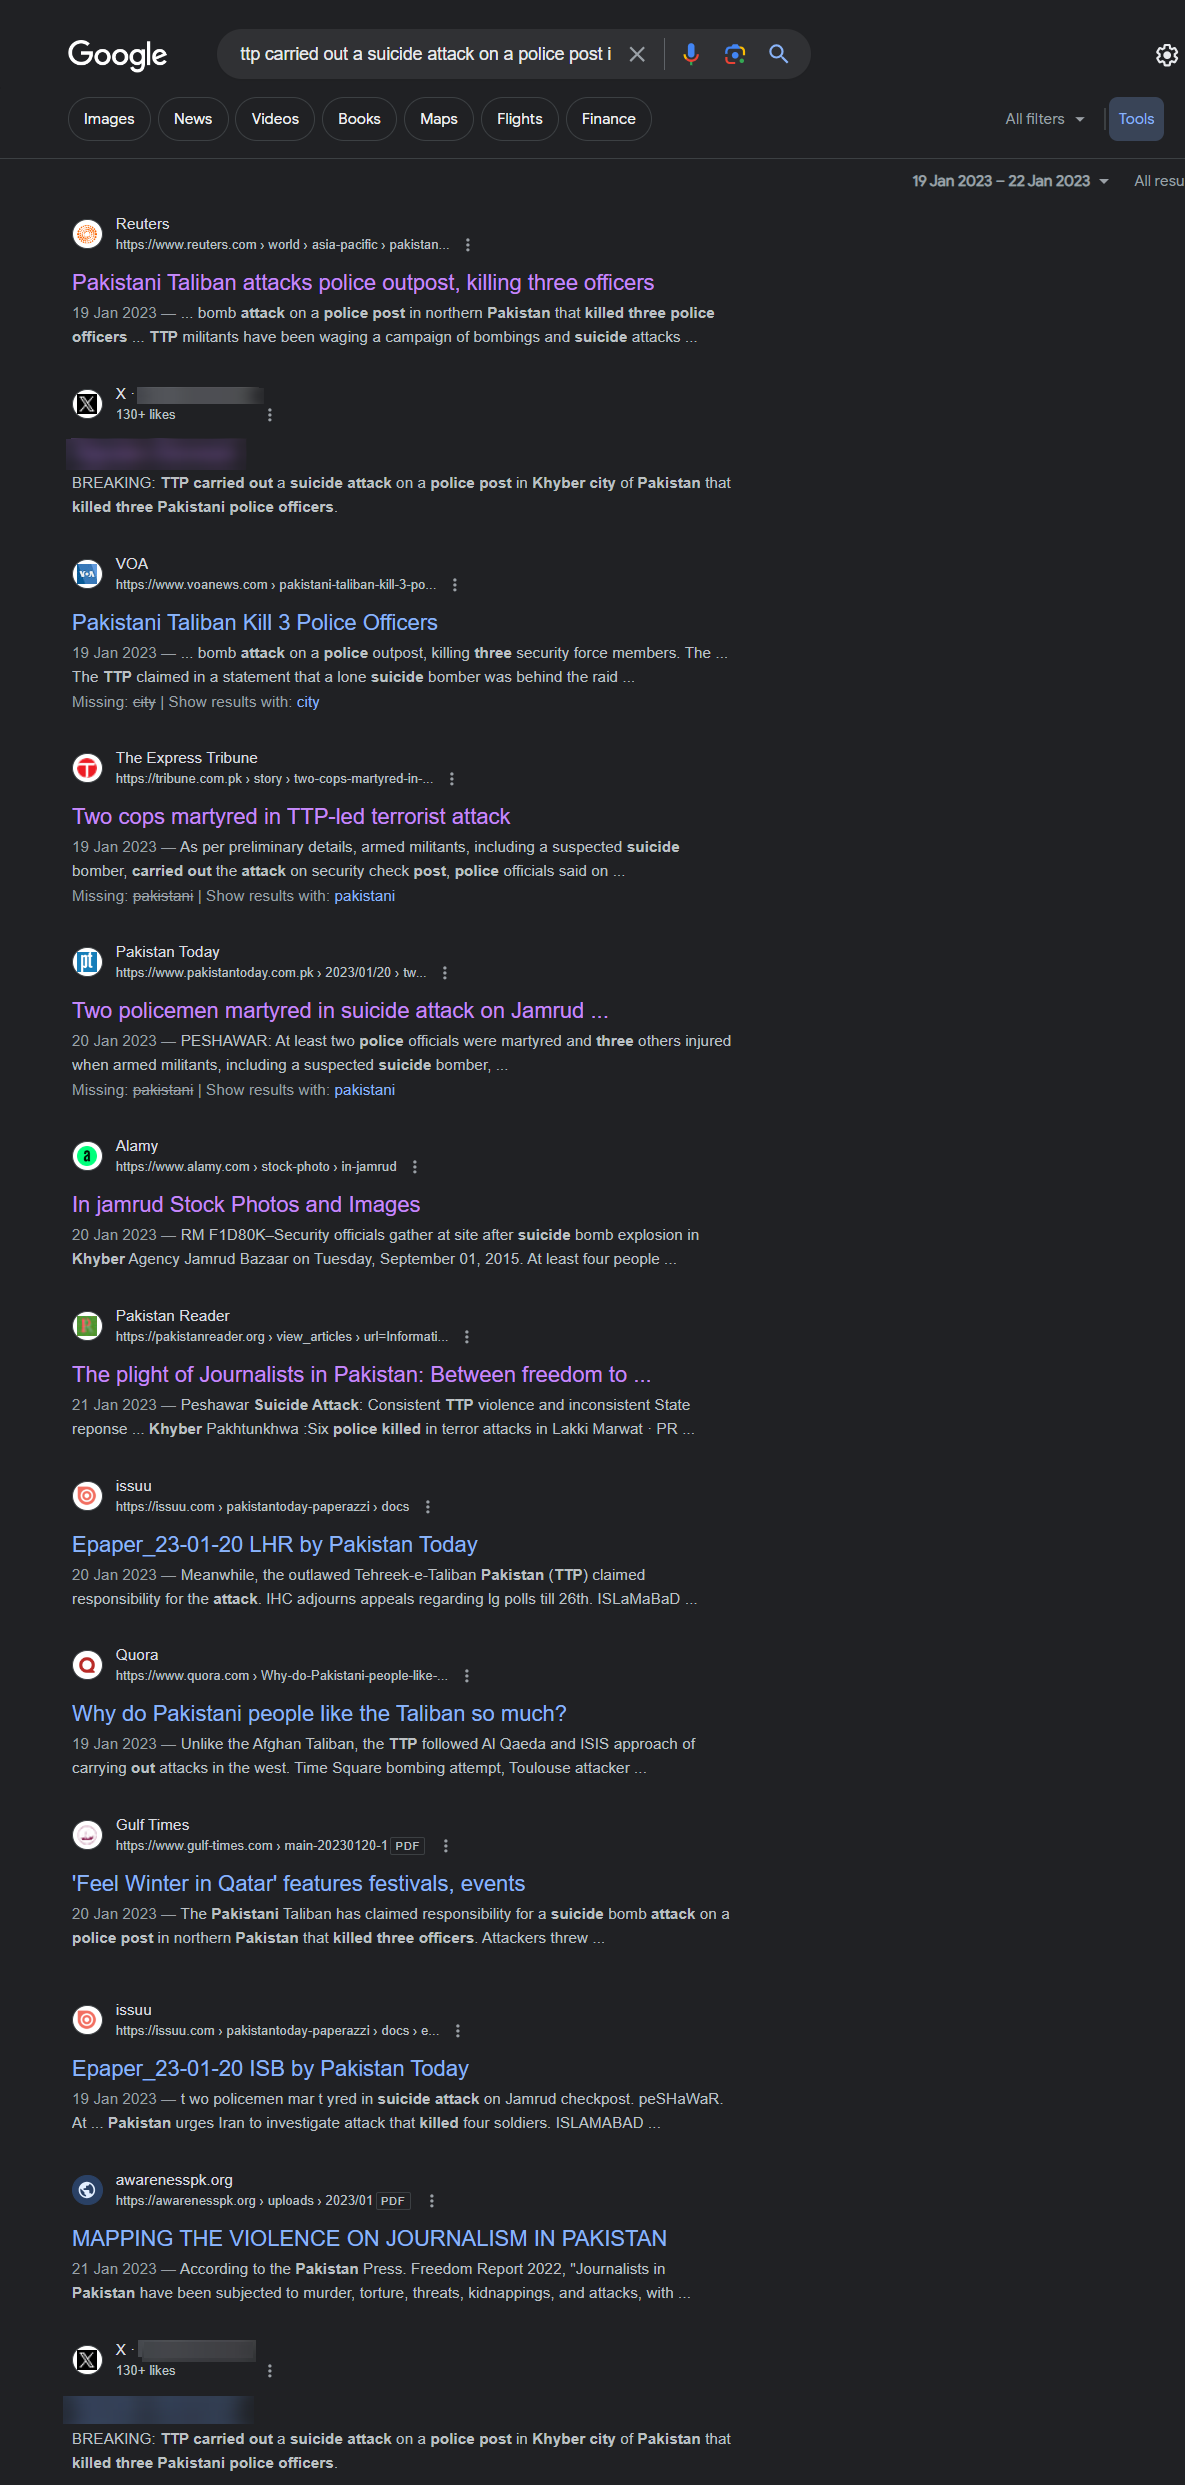 Google
ttp carried out a suicide attack on a police post i
Images
News
Videos
Books
Maps
Flights
Finance
All filters
Tools
19 Jan 2023 – 22 Jan 2023
All resu
Reuters
https://www.reuters.com › world › asia-pacific › pakistan...
Pakistani Taliban attacks police outpost, killing three officers
19 Jan 2023 — ... bomb attack on a police post in northern Pakistan that killed three police
officers ... TTP militants have been waging a campaign of bombings and suicide attacks ...
X ·
130+ likes
BREAKING: TTP carried out a suicide attack on a police post in Khyber city of Pakistan that
killed three Pakistani police officers.
VOA
VOA
https://www.voanews.com › pakistani-taliban-kill-3-po...
Pakistani Taliban Kill 3 Police Officers
19 Jan 2023 — ... bomb attack on a police outpost, killing three security force members. The ...
The TTP claimed in a statement that a lone suicide bomber was behind the raid ...
Missing: city | Show results with: city
The Express Tribune
https://tribune.com.pk › story › two-cops-martyred-in-...
Two cops martyred in TTP-led terrorist attack
19 Jan 2023 — As per preliminary details, armed militants, including a suspected suicide
bomber, carried out the attack on security check post, police officials said on ...
Missing: pakistani | Show results with: pakistani
pt
Pakistan Today
https://www.pakistantoday.com.pk › 2023/01/20 › tw...
Two policemen martyred in suicide attack on Jamrud ...
20 Jan 2023 — PESHAWAR: At least two police officials were martyred and three others injured
when armed militants, including a suspected suicide bomber, ...
Missing: pakistani | Show results with: pakistani
a
Alamy
https://www.alamy.com › stock-photo › in-jamrud
In jamrud Stock Photos and Images
20 Jan 2023 — RM F1D80K–Security officials gather at site after suicide bomb explosion in
Khyber Agency Jamrud Bazaar on Tuesday, September 01, 2015. At least four people ...
Pakistan Reader
https://pakistanreader.org › view_articles › url=Informati...
The plight of Journalists in Pakistan: Between freedom to ...
21 Jan 2023 — Peshawar Suicide Attack: Consistent TTP violence and inconsistent State
reponse ... Khyber Pakhtunkhwa :Six police killed in terror attacks in Lakki Marwat · PR ...
issuu
https://issuu.com › pakistantoday-paperazzi › docs
Epaper_23-01-20 LHR by Pakistan Today
20 Jan 2023 — Meanwhile, the outlawed Tehreek-e-Taliban Pakistan (TTP) claimed
responsibility for the attack. IHC adjourns appeals regarding lg polls till 26th. ISLaMaBaD ...
Quora
https://www.quora.com › Why-do-Pakistani-people-like-...
Why do Pakistani people like the Taliban so much?
19 Jan 2023 — Unlike the Afghan Taliban, the TTP followed Al Qaeda and ISIS approach of
carrying out attacks in the west. Time Square bombing attempt, Toulouse attacker ...
Gulf Times
https://www.gulf-times.com › main-20230120-1 PDF
'Feel Winter in Qatar' features festivals, events
20 Jan 2023 — The Pakistani Taliban has claimed responsibility for a suicide bomb attack on a
police post in northern Pakistan that killed three officers. Attackers threw ...
issuu
https://issuu.com › pakistantoday-paperazzi › docs › e...
Epaper_23-01-20 ISB by Pakistan Today
19 Jan 2023 — t wo policemen mar t yred in suicide attack on Jamrud checkpost. peSHaWaR.
At ... Pakistan urges Iran to investigate attack that killed four soldiers. ISLAMABAD ...
awarenesspk.org
https://awarenesspk.org › uploads › 2023/01 PDF
MAPPING THE VIOLENCE ON JOURNALISM IN PAKISTAN
21 Jan 2023 — According to the Pakistan Press. Freedom Report 2022, "Journalists in
Pakistan have been subjected to murder, torture, threats, kidnappings, and attacks, with ...
X ·
130+ likes
BREAKING: TTP carried out a suicide attack on a police post in Khyber city of Pakistan that
killed three Pakistani police officers.